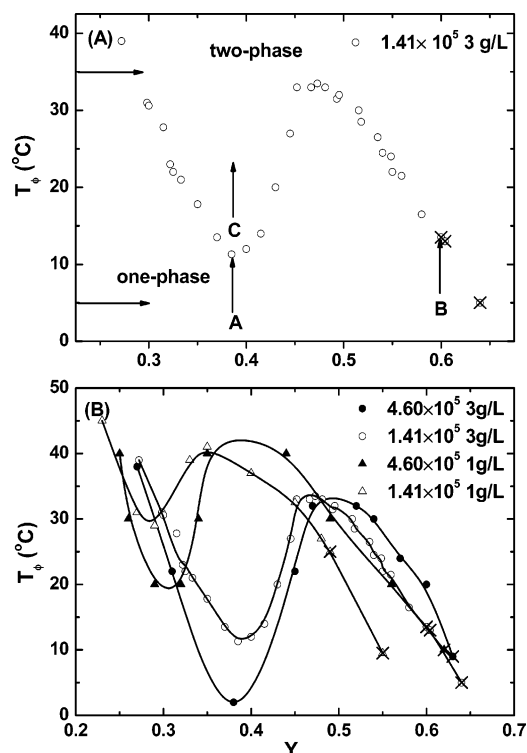 (A)
two-phase
1.41× 10⁵ 3 g/L
one-phase
C
A
B
T_ϕ (°C)
40
30
20
10
0
0.3 0.4 0.5 0.6
(B)
4.60×10⁵ 3g/L
1.41×10⁵ 3g/L
4.60×10⁵ 1g/L
1.41×10⁵ 1g/L
T_ϕ (°C)
50
40
30
20
10
0
0.2 0.3 0.4 0.5 0.6 0.7